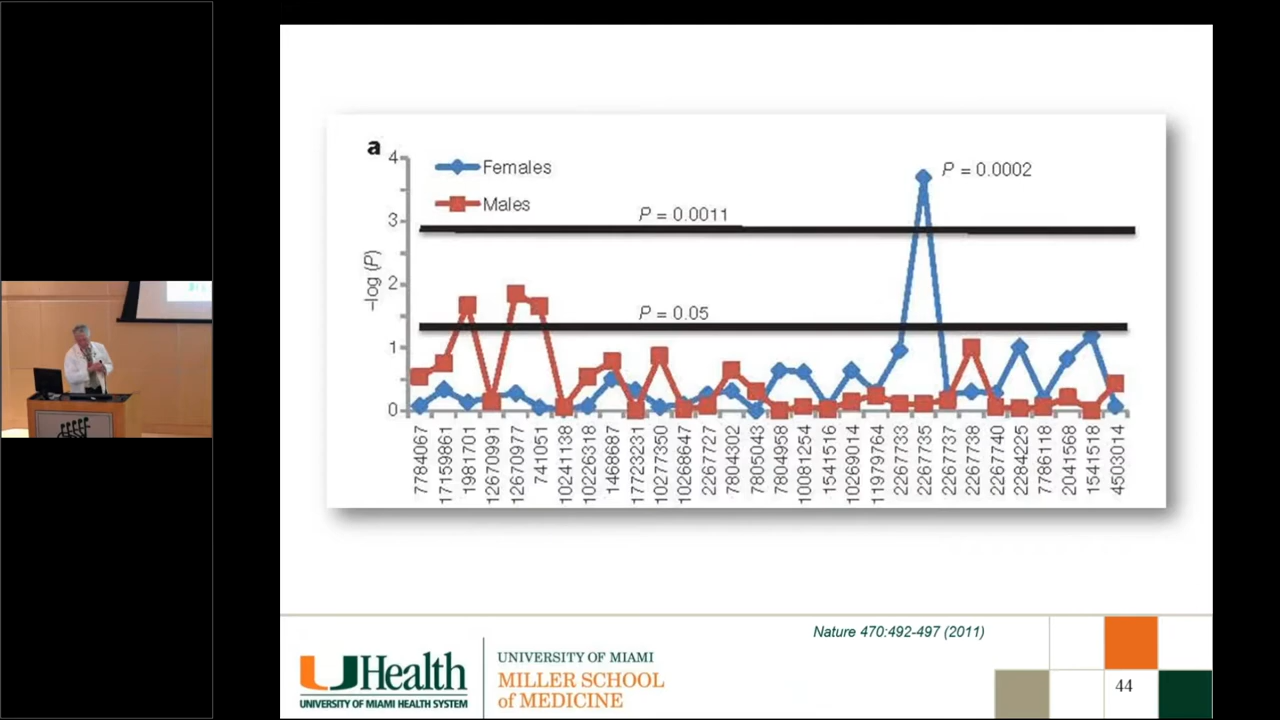 a
4
3
2
1
0
–log (P)
Females
Males
P = 0.0002
P = 0.0011
P = 0.05
7784067
17159861
1981701
12670991
12670977
741051
10241138
10226318
1468687
17723231
10277350
10268647
2267727
7804302
7805043
7804958
10081254
1541516
10269014
11979764
2267733
2267735
2267737
2267738
2267740
2284225
7786118
2041568
1541518
4503014
Nature 470:492-497 (2011)
UHealth
UNIVERSITY OF MIAMI HEALTH SYSTEM
UNIVERSITY OF MIAMI
MILLER SCHOOL
of MEDICINE
44